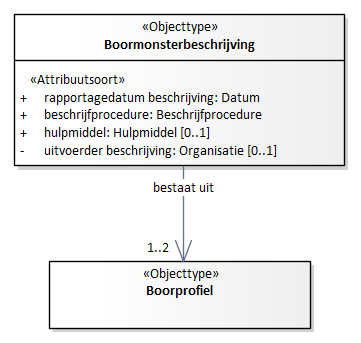 «Objecttype»
Boormonsterbeschrijving
«Attribuutsoort»
+ rapportagedatum beschrijving: Datum
+ beschrijfprocedure: Beschrijfprocedure
+ hulpmiddel: Hulpmiddel [0..1]
- uitvoerder beschrijving: Organisatie [0..1]
bestaat uit
1..2
«Objecttype»
Boorprofiel